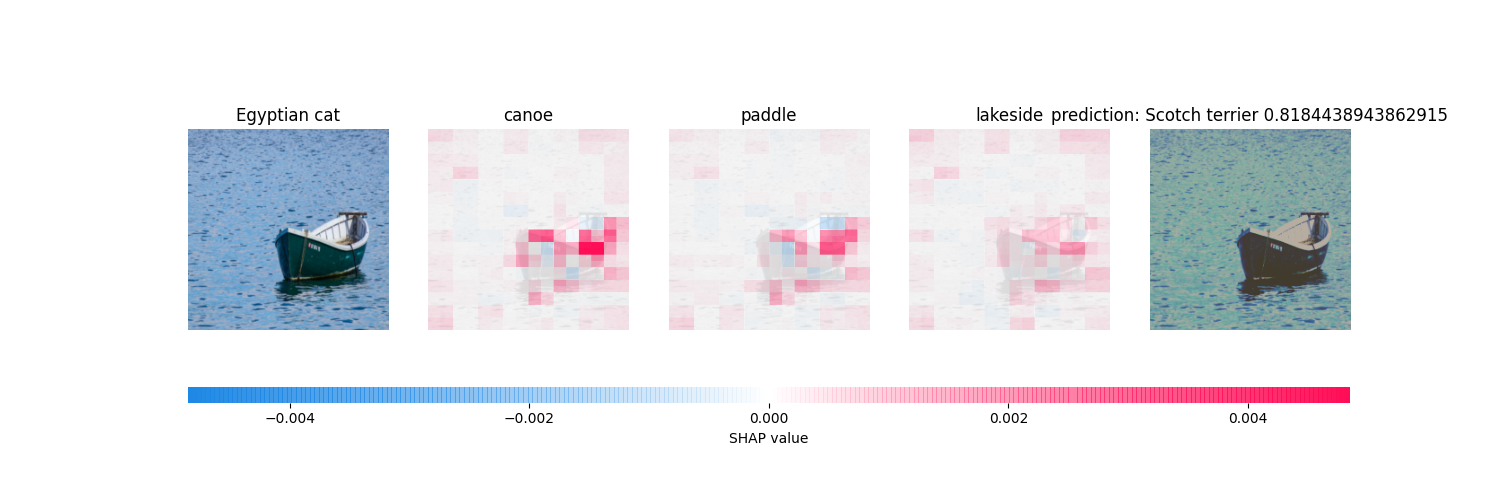 Egyptian cat
canoe
paddle
lakeside
prediction: Scotch terrier 0.8184438943862915
−0.004
−0.002
0.000
0.002
0.004
SHAP value